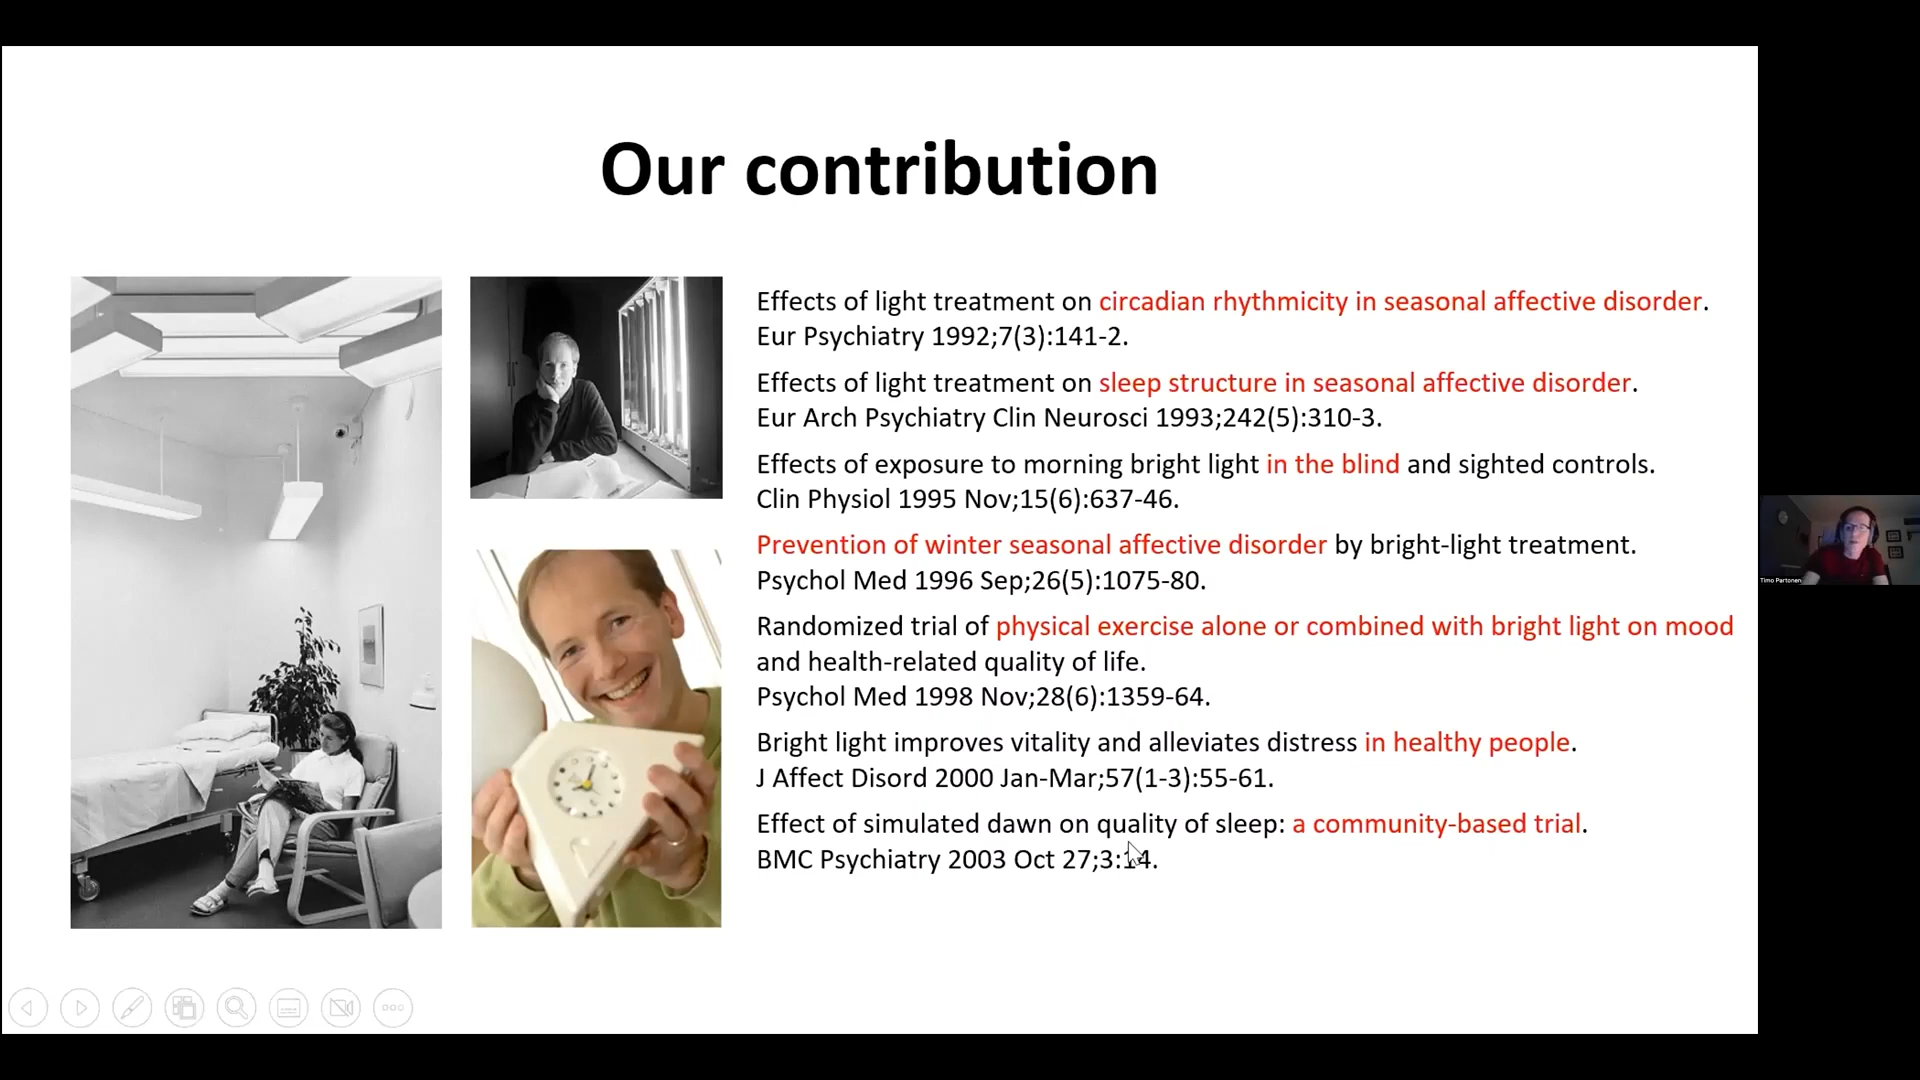 Our contribution
Effects of light treatment on circadian rhythmicity in seasonal affective disorder.
Eur Psychiatry 1992;7(3):141-2.
Effects of light treatment on sleep structure in seasonal affective disorder.
Eur Arch Psychiatry Clin Neurosci 1993;242(5):310-3.
Effects of exposure to morning bright light in the blind and sighted controls.
Clin Physiol 1995 Nov;15(6):637-46.
Prevention of winter seasonal affective disorder by bright-light treatment.
Psychol Med 1996 Sep;26(5):1075-80.
Randomized trial of physical exercise alone or combined with bright light on mood
and health-related quality of life.
Psychol Med 1998 Nov;28(6):1359-64.
Bright light improves vitality and alleviates distress in healthy people.
J Affect Disord 2000 Jan-Mar;57(1-3):55-61.
Effect of simulated dawn on quality of sleep: a community-based trial.
BMC Psychiatry 2003 Oct 27;3:14.
Timo Partonen